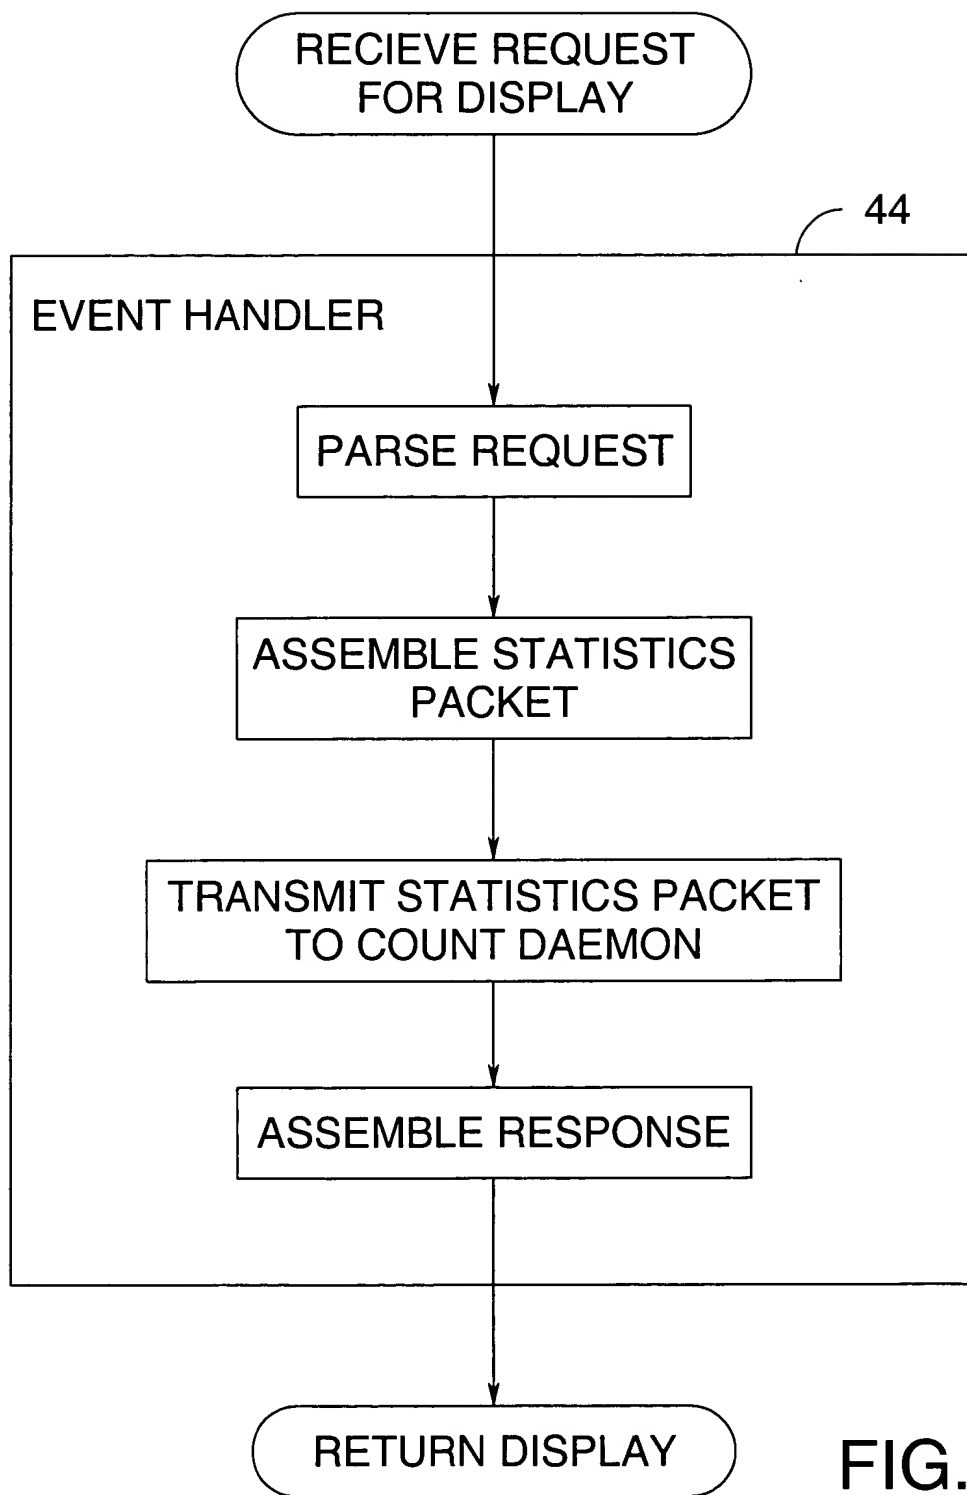 RECIEVE REQUEST
FOR DISPLAY
44
EVENT HANDLER
PARSE REQUEST
ASSEMBLE STATISTICS
PACKET
TRANSMIT STATISTICS PACKET
TO COUNT DAEMON
ASSEMBLE RESPONSE
RETURN DISPLAY
FIG.